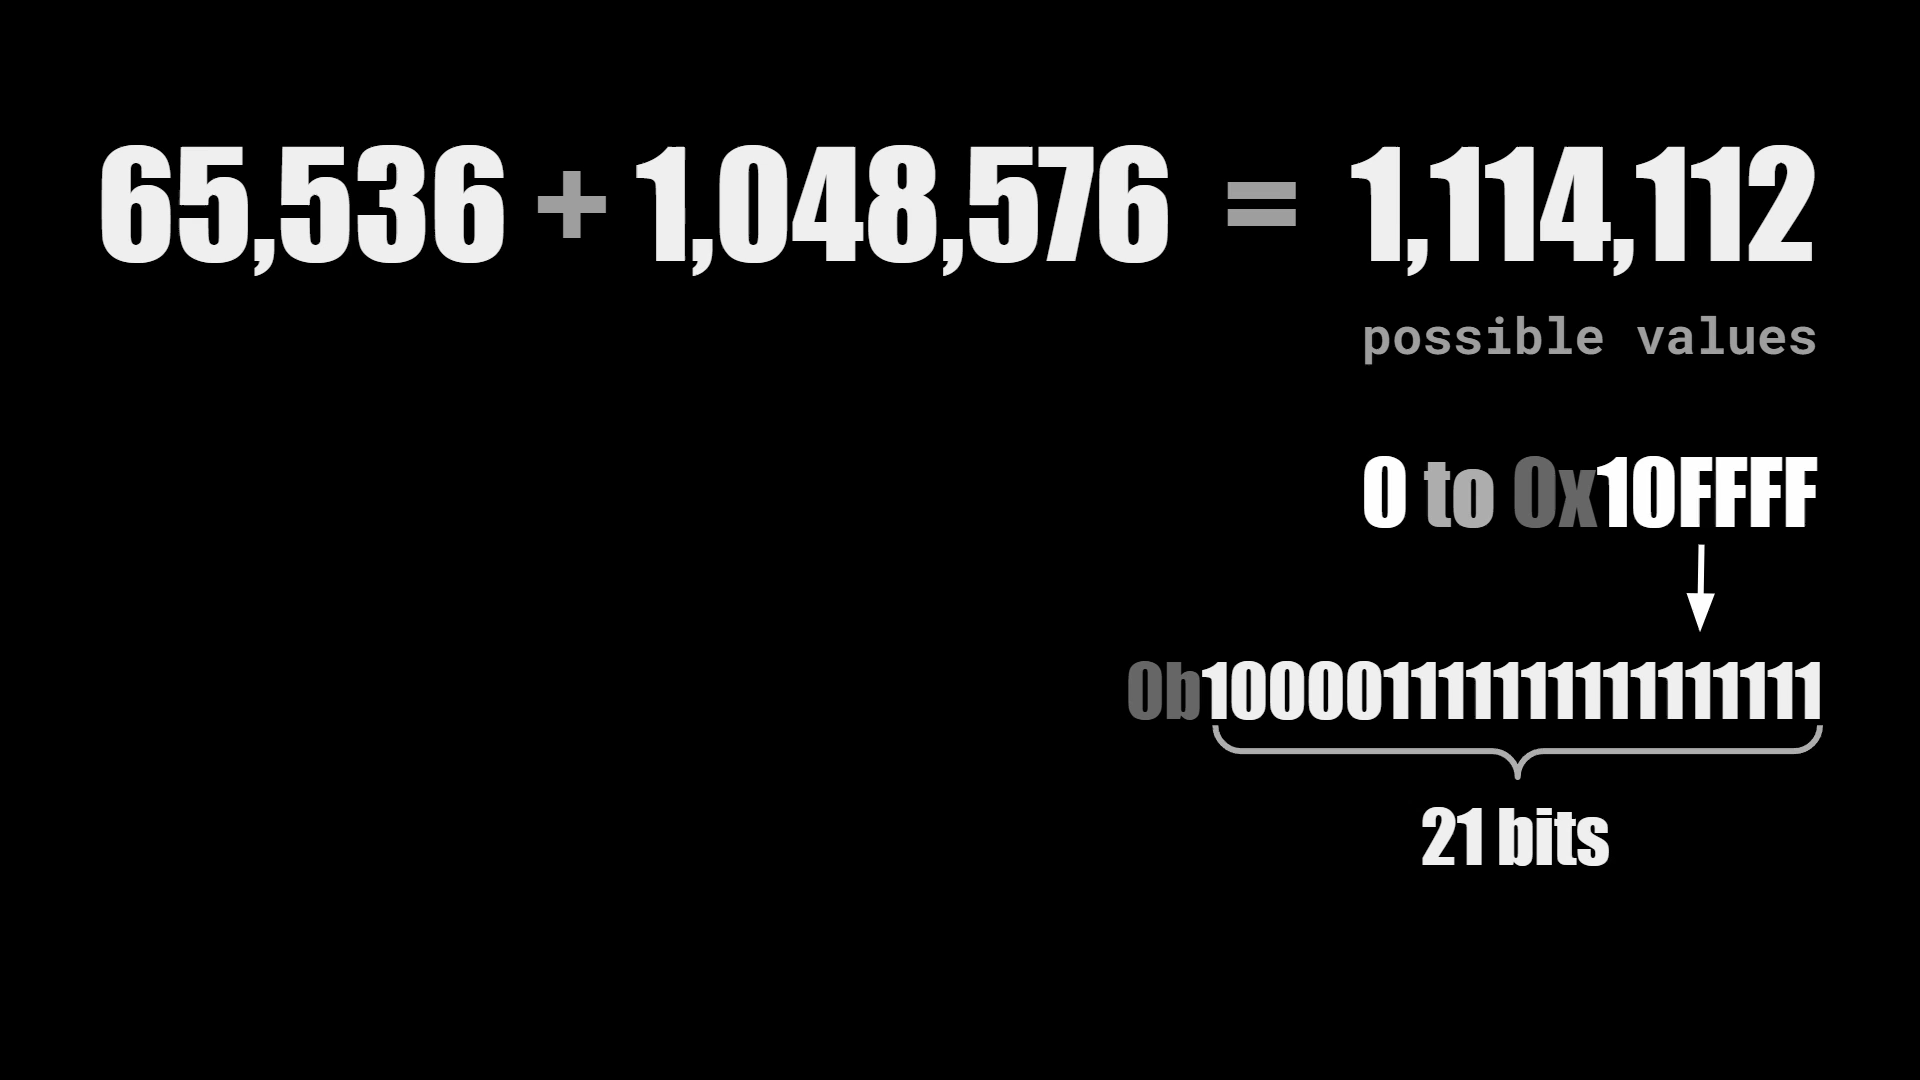 65,536 + 1,048,576 = 1,114,112
possible values
0 to 0x10FFFF
0b100001111111111111111
21 bits